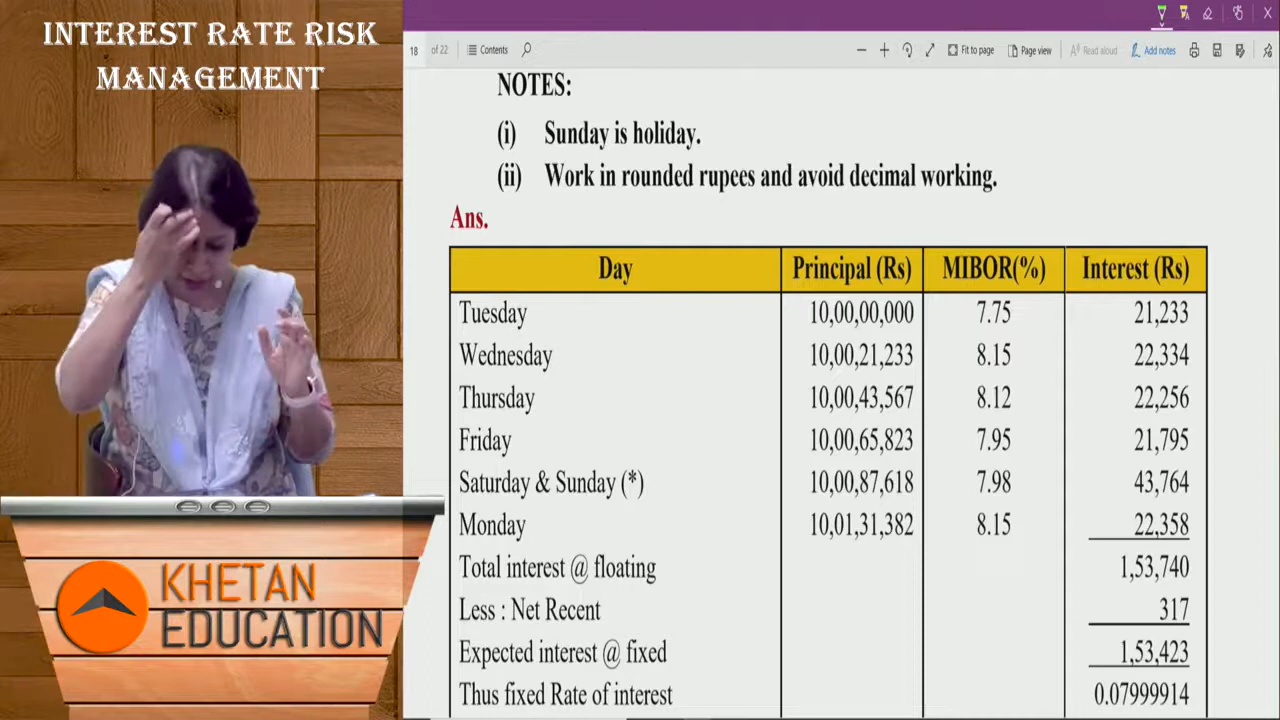 INTEREST RATE RISK
MANAGEMENT
18 of 22 Contents Fit to page Page view Read aloud Add notes
NOTES:
(i) Sunday is holiday.
(ii) Work in rounded rupees and avoid decimal working.
Ans.
Day Principal (Rs) MIBOR(%) Interest (Rs)
Tuesday 10,00,00,000 7.75 21,233
Wednesday 10,00,21,233 8.15 22,334
Thursday 10,00,43,567 8.12 22,256
Friday 10,00,65,823 7.95 21,795
Saturday & Sunday (*) 10,00,87,618 7.98 43,764
Monday 10,01,31,382 8.15 22,358
Total interest @ floating 1,53,740
Less : Net Recent 317
Expected interest @ fixed 1,53,423
Thus fixed Rate of interest 0.07999914
KHETAN
EDUCATION